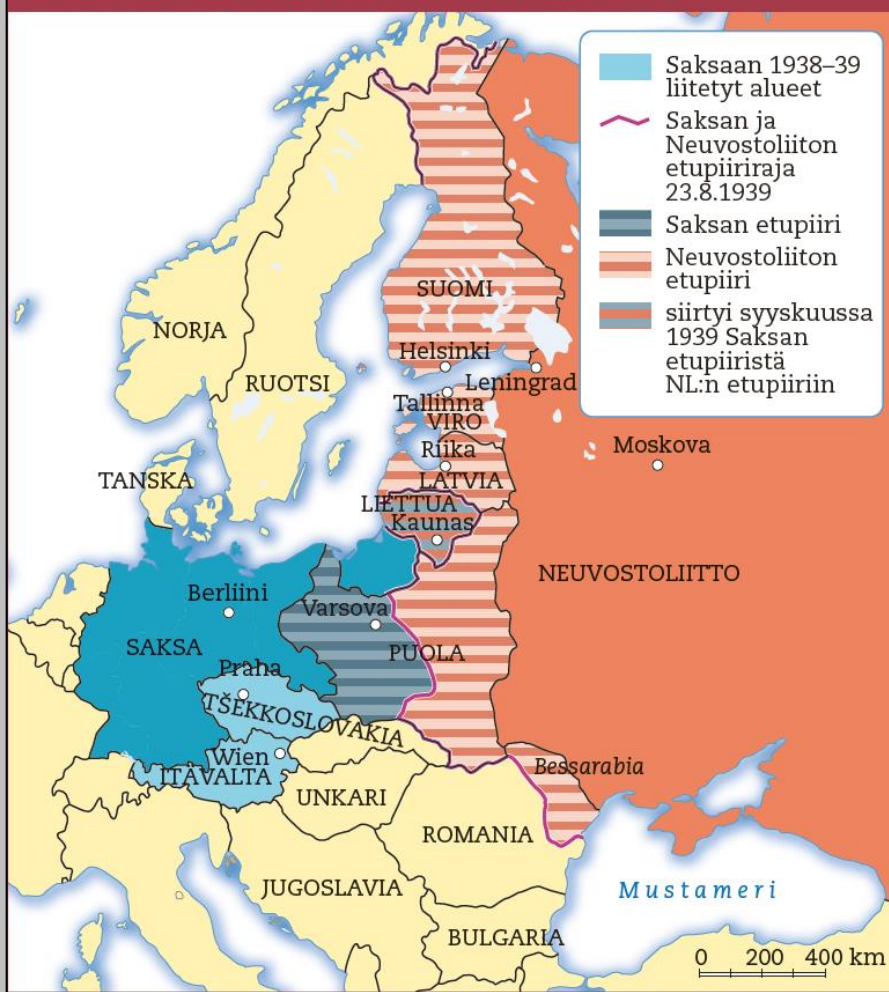 Saksaan 1938–39
liitetyt alueet
Saksan ja
Neuvostoliiton
etupiiriraja
23.8.1939
Saksan etupiiri
Neuvostoliiton
etupiiri
siirtyi syyskuussa
1939 Saksan
etupiiristä
NL:n etupiiriin
SUOMI
NORJA
Helsinki
RUOTSI
Leningrad
Tallinna
VIRO
Riika
Moskova
TANSKA
LATVIA
LIETTUA
Kaunas
NEUVOSTOLIITTO
Berliini
Varsova
SAKSA
PUOLA
Praha
TŠEKKOSLOVAKIA
Wien
ITÄVALTA
Bessarabia
UNKARI
ROMANIA
JUGOSLAVIA
Mustameri
BULGARIA
0 200 400 km